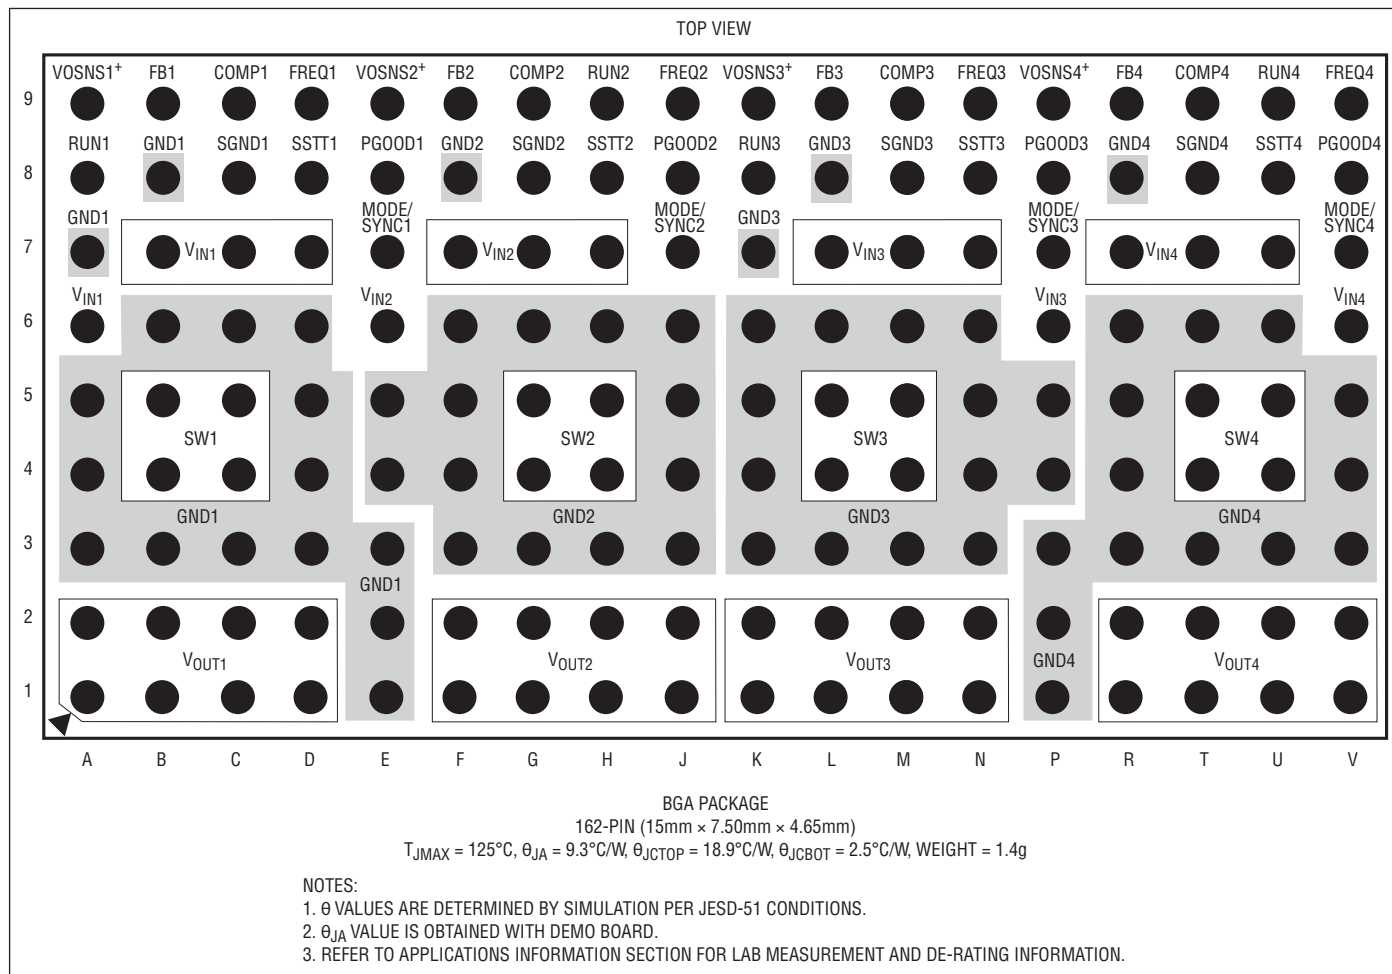 TOP VIEW
VOSNS1+ FB1 COMP1 FREQ1 VOSNS2+ FB2 COMP2 RUN2 FREQ2 VOSNS3+ FB3 COMP3 FREQ3 VOSNS4+ FB4 COMP4 RUN4 FREQ4
9
RUN1 GND1 SGND1 SSTT1 PGOOD1 GND2 SGND2 SSTT2 PGOOD2 RUN3 GND3 SGND3 SSTT3 PGOOD3 GND4 SGND4 SSTT4 PGOOD4
8
GND1 MODE/SYNC1 MODE/SYNC2 GND3 MODE/SYNC3 MODE/SYNC4
7 VIN1 VIN2 VIN3 VIN4
VIN1 VIN2 VIN3 VIN4
6
5
SW1 SW2 SW3 SW4
4
GND1 GND2 GND3 GND4
3
GND1
2
VOUT1 VOUT2 VOUT3 GND4 VOUT4
1
A B C D E F G H J K L M N P R T U V
BGA PACKAGE
162-PIN (15mm × 7.50mm × 4.65mm)
TJMAX = 125°C, θJA = 9.3°C/W, θJCTOP = 18.9°C/W, θJCBOT = 2.5°C/W, WEIGHT = 1.4g
NOTES:
1. θ VALUES ARE DETERMINED BY SIMULATION PER JESD-51 CONDITIONS.
2. θJA VALUE IS OBTAINED WITH DEMO BOARD.
3. REFER TO APPLICATIONS INFORMATION SECTION FOR LAB MEASUREMENT AND DE-RATING INFORMATION.